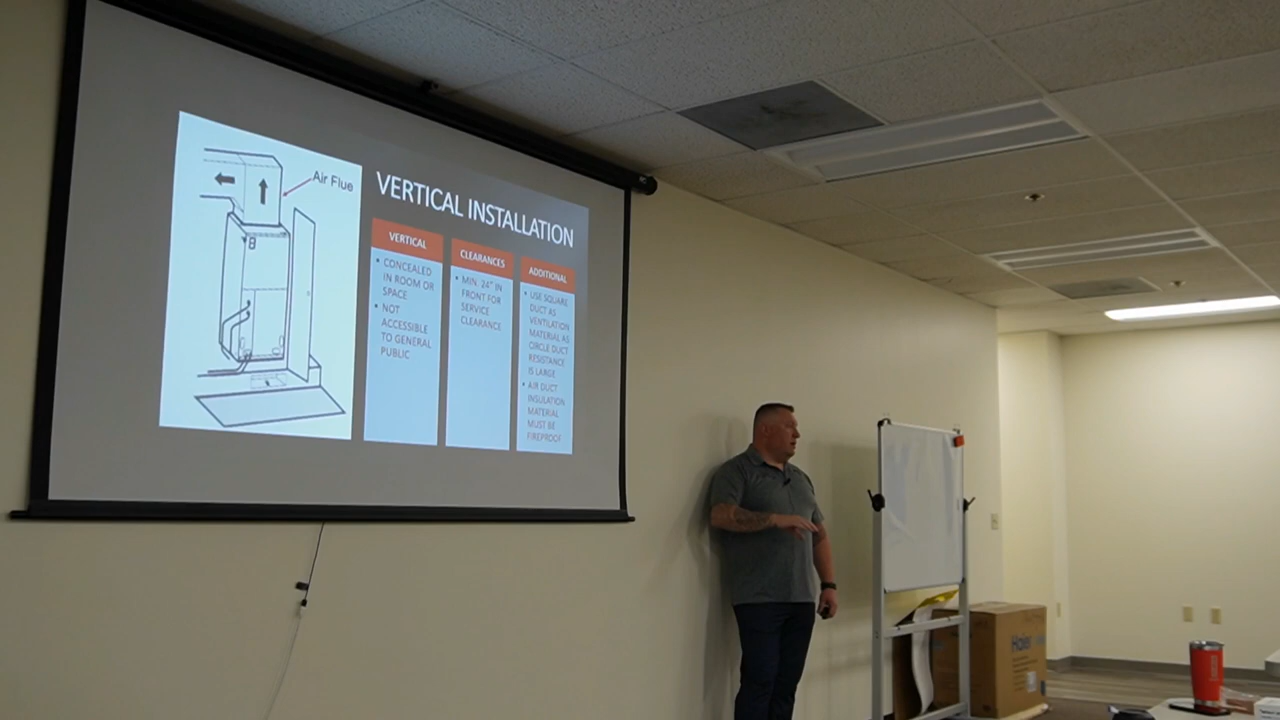 Air Flue
VERTICAL INSTALLATION
VERTICAL
• CONCEALED
IN ROOM OR
SPACE
• NOT
ACCESSIBLE
TO GENERAL
PUBLIC
CLEARANCES
• MIN. 24" IN
FRONT FOR
SERVICE
CLEARANCE
ADDITIONAL
• USE SQUARE
DUCT AS
VENTILATION
MATERIAL AS
CIRCLE DUCT
RESISTANCE
IS LARGE
• AIR DUCT
INSULATION
MATERIAL
MUST BE
FIREPROOF
Haier